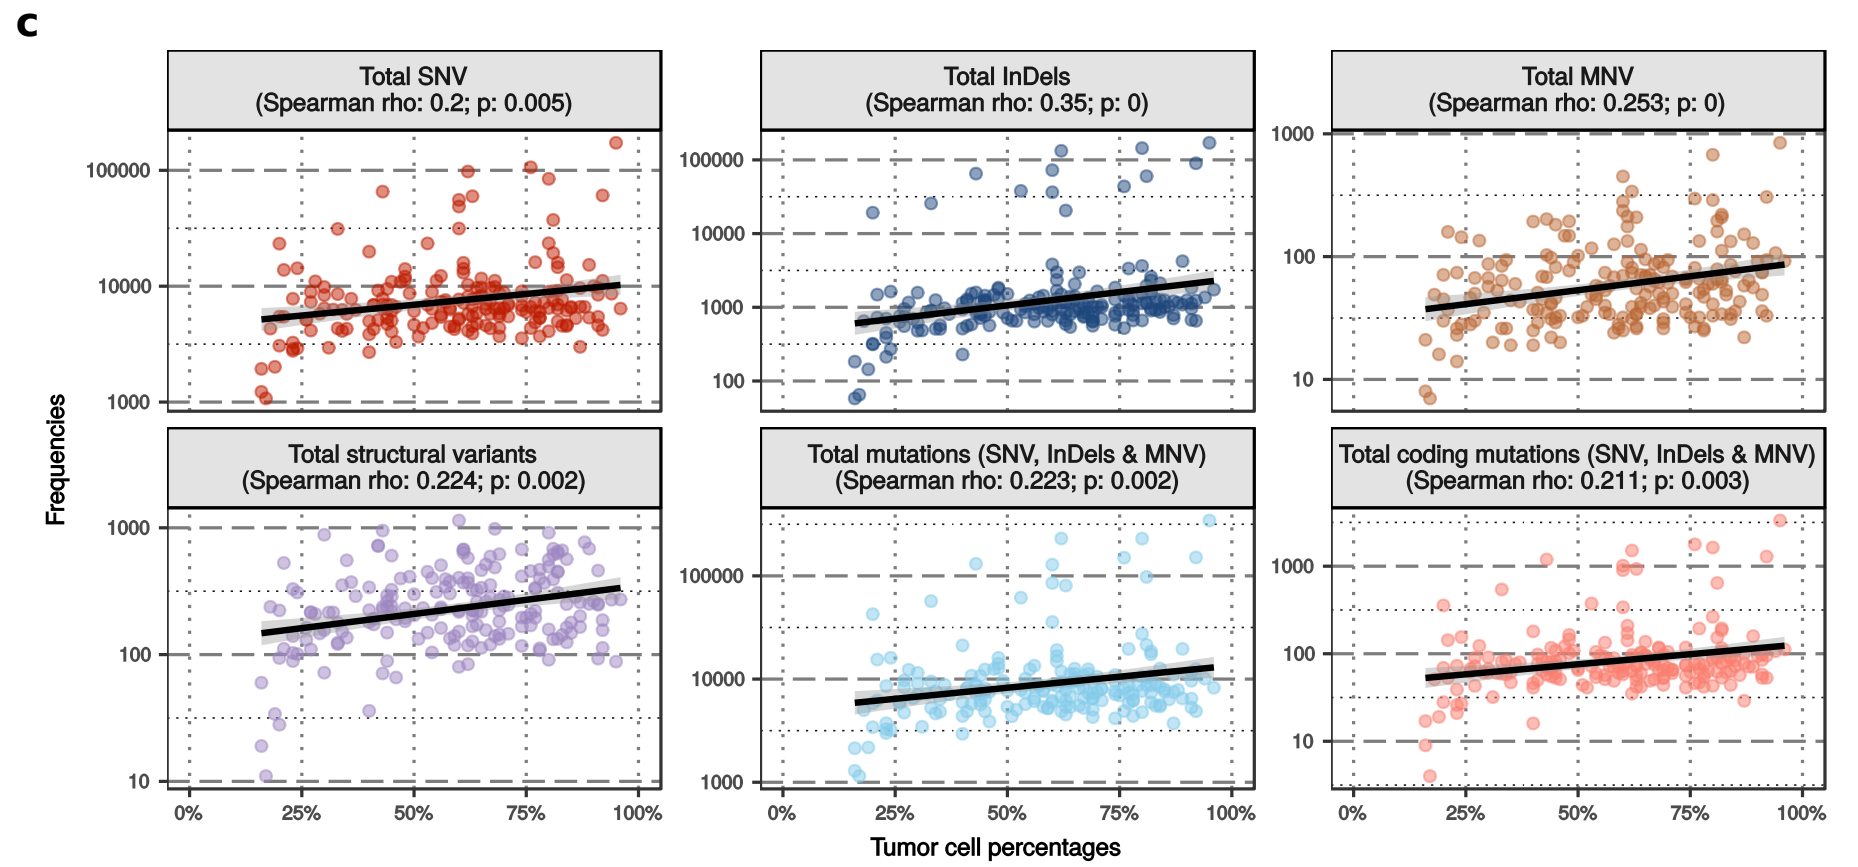 c
Total SNV
(Spearman rho: 0.2; p: 0.005)
Total InDels
(Spearman rho: 0.35; p: 0)
Total MNV
(Spearman rho: 0.253; p: 0)
100000
10000
1000
100000
10000
1000
100
1000
100
10
Frequencies
Total structural variants
(Spearman rho: 0.224; p: 0.002)
Total mutations (SNV, InDels & MNV)
(Spearman rho: 0.223; p: 0.002)
Total coding mutations (SNV, InDels & MNV)
(Spearman rho: 0.211; p: 0.003)
1000
100
10
100000
10000
1000
1000
100
10
0% 25% 50% 75% 100%
0% 25% 50% 75% 100%
0% 25% 50% 75% 100%
Tumor cell percentages